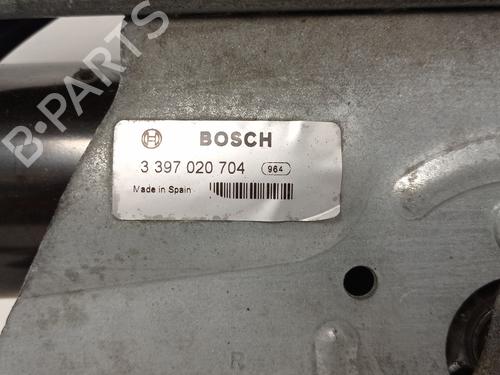 B-PARTS
BOSCH
3 397 020 704 964
Made in Spain
R